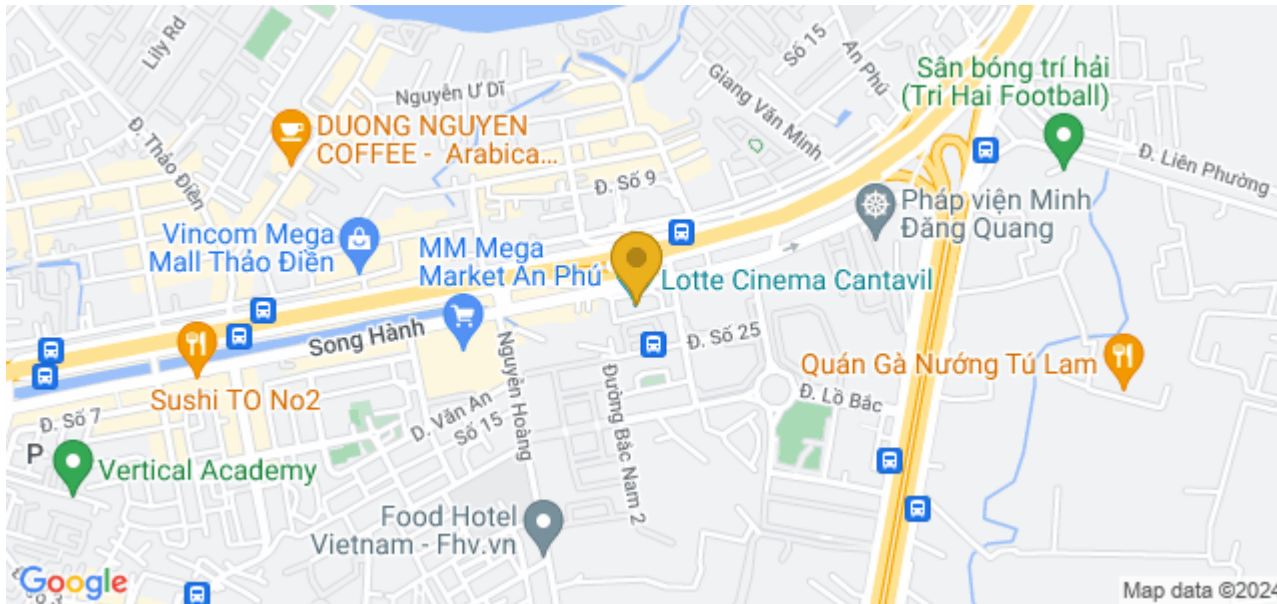 Lily Rd
Số 15
An Phú
Sân bóng trí hải
(Tri Hai Football)
Nguyễn Ư Dĩ
Giang Văn Minh
Đ. Thảo Điền
DUONG NGUYEN
COFFEE - Arabica...
Đ. Số 9
Đ. Liên Phường
Pháp viện Minh
Đăng Quang
Vincom Mega
Mall Thảo Điền
MM Mega
Market An Phú
Lotte Cinema Cantavil
Song Hành
Đ. Số 25
Nguyễn Hoàng
Đường Bắc Nam 2
Quán Gà Nướng Tú Lam
Sushi TO No2
Đ. Lồ Bắc
Đ. Số 7
D. Văn An
Số 15
P
Vertical Academy
Food Hotel
Vietnam - Fhv.vn
Google
Map data ©2024